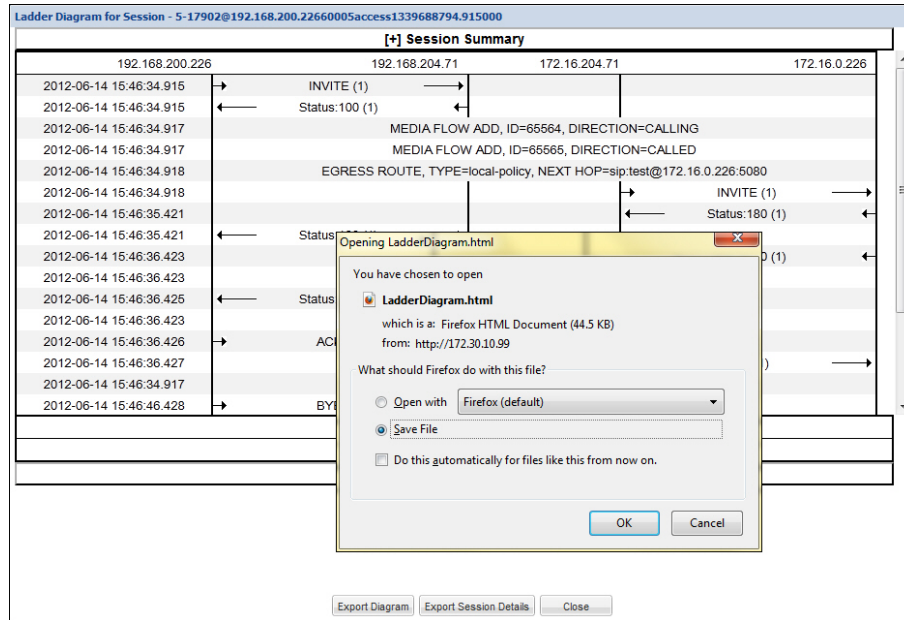 Ladder Diagram for Session - 5-17902@192.168.200.22660005access1339688794.915000
[+] Session Summary
192.168.200.226 192.168.204.71 172.16.204.71 172.16.0.226
2012-06-14 15:46:34.915 INVITE (1)
2012-06-14 15:46:34.915 Status:100 (1)
2012-06-14 15:46:34.917 MEDIA FLOW ADD, ID=65564, DIRECTION=CALLING
2012-06-14 15:46:34.917 MEDIA FLOW ADD, ID=65565, DIRECTION=CALLED
2012-06-14 15:46:34.918 EGRESS ROUTE, TYPE=local-policy, NEXT HOP=sip:test@172.16.0.226:5080
2012-06-14 15:46:34.918 INVITE (1)
2012-06-14 15:46:35.421 Status:180 (1)
2012-06-14 15:46:35.421 Status
2012-06-14 15:46:36.423 0 (1)
2012-06-14 15:46:36.423
2012-06-14 15:46:36.425 Status
2012-06-14 15:46:36.423
2012-06-14 15:46:36.426 AC
2012-06-14 15:46:36.427 )
2012-06-14 15:46:34.917
2012-06-14 15:46:46.428 BY
Opening LadderDiagram.html
You have chosen to open
LadderDiagram.html
which is a: Firefox HTML Document (44.5 KB)
from: http://172.30.10.99
What should Firefox do with this file?
Open with Firefox (default)
Save File
Do this automatically for files like this from now on.
OK Cancel
Export Diagram Export Session Details Close